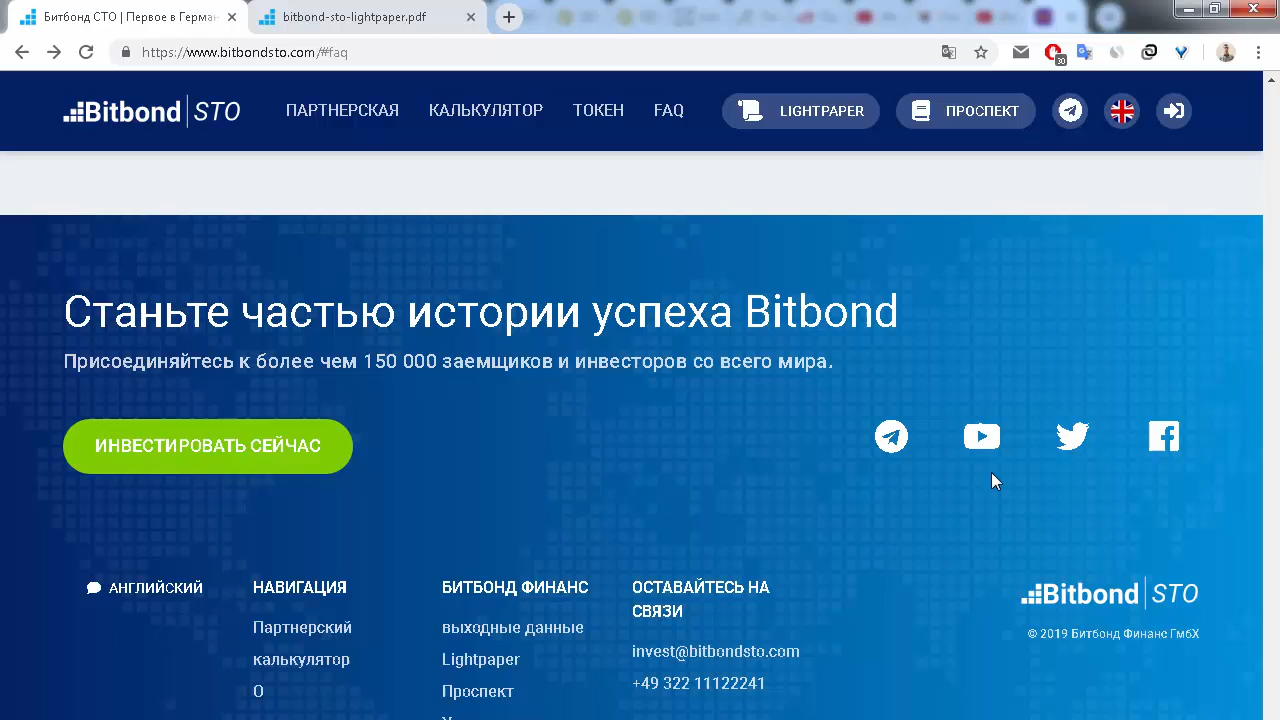 Битбонд СТО | Первое в Герман
bitbond-sto-lightpaper.pdf
https://www.bitbondsto.com/#faq
30
Bitbond STO
ПАРТНЕРСКАЯ
КАЛЬКУЛЯТОР
ТОКЕН
FAQ
LIGHTPAPER
ПРОСПЕКТ
Станьте частью истории успеха Bitbond
Присоединяйтесь к более чем 150 000 заемщиков и инвесторов со всего мира.
ИНВЕСТИРОВАТЬ СЕЙЧАС
АНГЛИЙСКИЙ
НАВИГАЦИЯ
Партнерский
калькулятор
О
БИТБОНД ФИНАНС
выходные данные
Lightpaper
Проспект
ОСТАВАЙТЕСЬ НА
СВЯЗИ
invest@bitbondsto.com
+49 322 11122241
Bitbond STO
© 2019 Битбонд Финанс ГмбХ